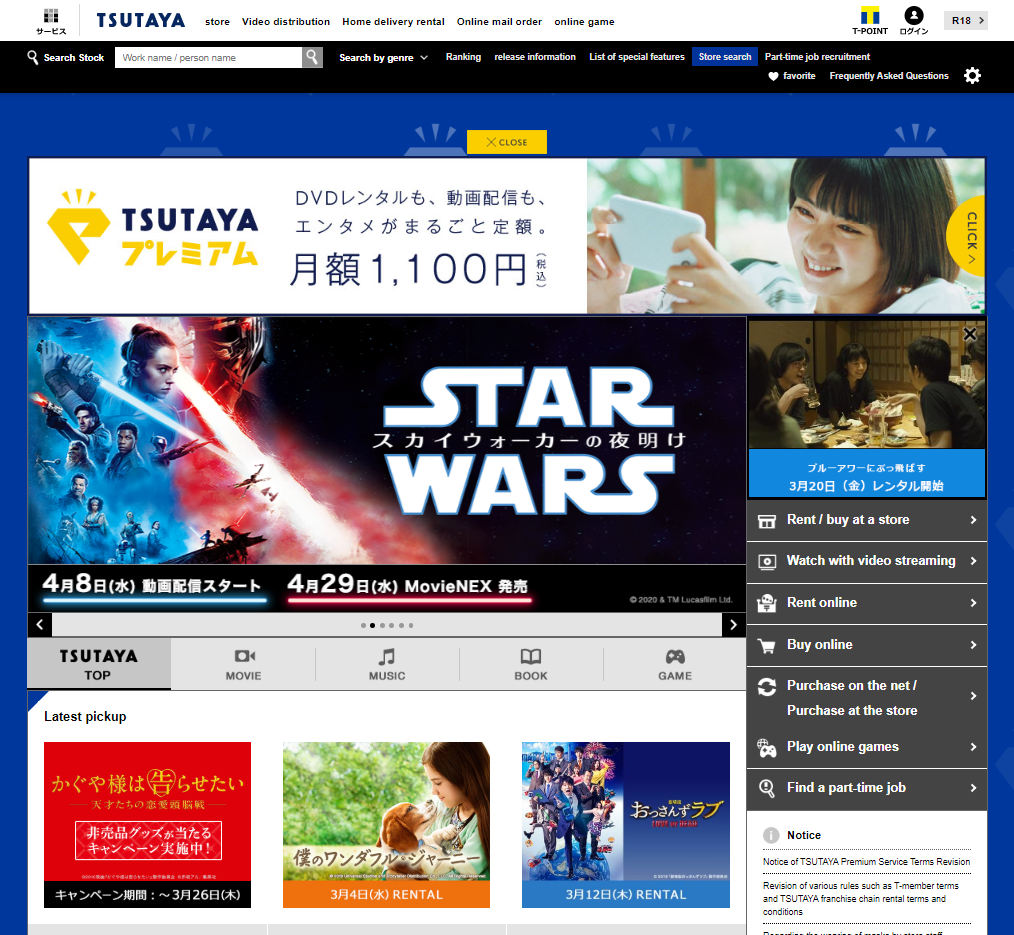 サービス
TSUTAYA
store
Video distribution
Home delivery rental
Online mail order
online game
T-POINT
ログイン
R18
Search Stock
Work name / person name
Search by genre
Ranking
release information
List of special features
Store search
Part-time job recruitment
favorite
Frequently Asked Questions
CLOSE
TSUTAYA
プレミアム
DVDレンタルも、動画配信も、
エンタメがまるごと定額。
月額1,100円(税込)
CLICK
STAR
スカイウォーカーの夜明け
WARS
4月8日(水) 動画配信スタート
4月29日(水) MovieNEX 発売
© 2020 & TM Lucasfilm Ltd.
ブルーアワーにぶっ飛ばす
3月20日（金）レンタル開始
Rent / buy at a store
Watch with video streaming
Rent online
Buy online
Purchase on the net /
Purchase at the store
Play online games
Find a part-time job
TSUTAYA
TOP
MOVIE
MUSIC
BOOK
GAME
Latest pickup
かぐや様は告らせたい
天才たちの恋愛頭脳戦
非売品グッズが当たる
キャンペーン実施中！
キャンペーン期間：～3月26日(木)
僕のワンダフル・ジャーニー
3月4日(水) RENTAL
劇場版
おっさんずラブ
LOVE or DEAD
3月12日(木) RENTAL
Notice
Notice of TSUTAYA Premium Service Terms Revision
Revision of various rules such as T-member terms
and TSUTAYA franchise chain rental terms and
conditions